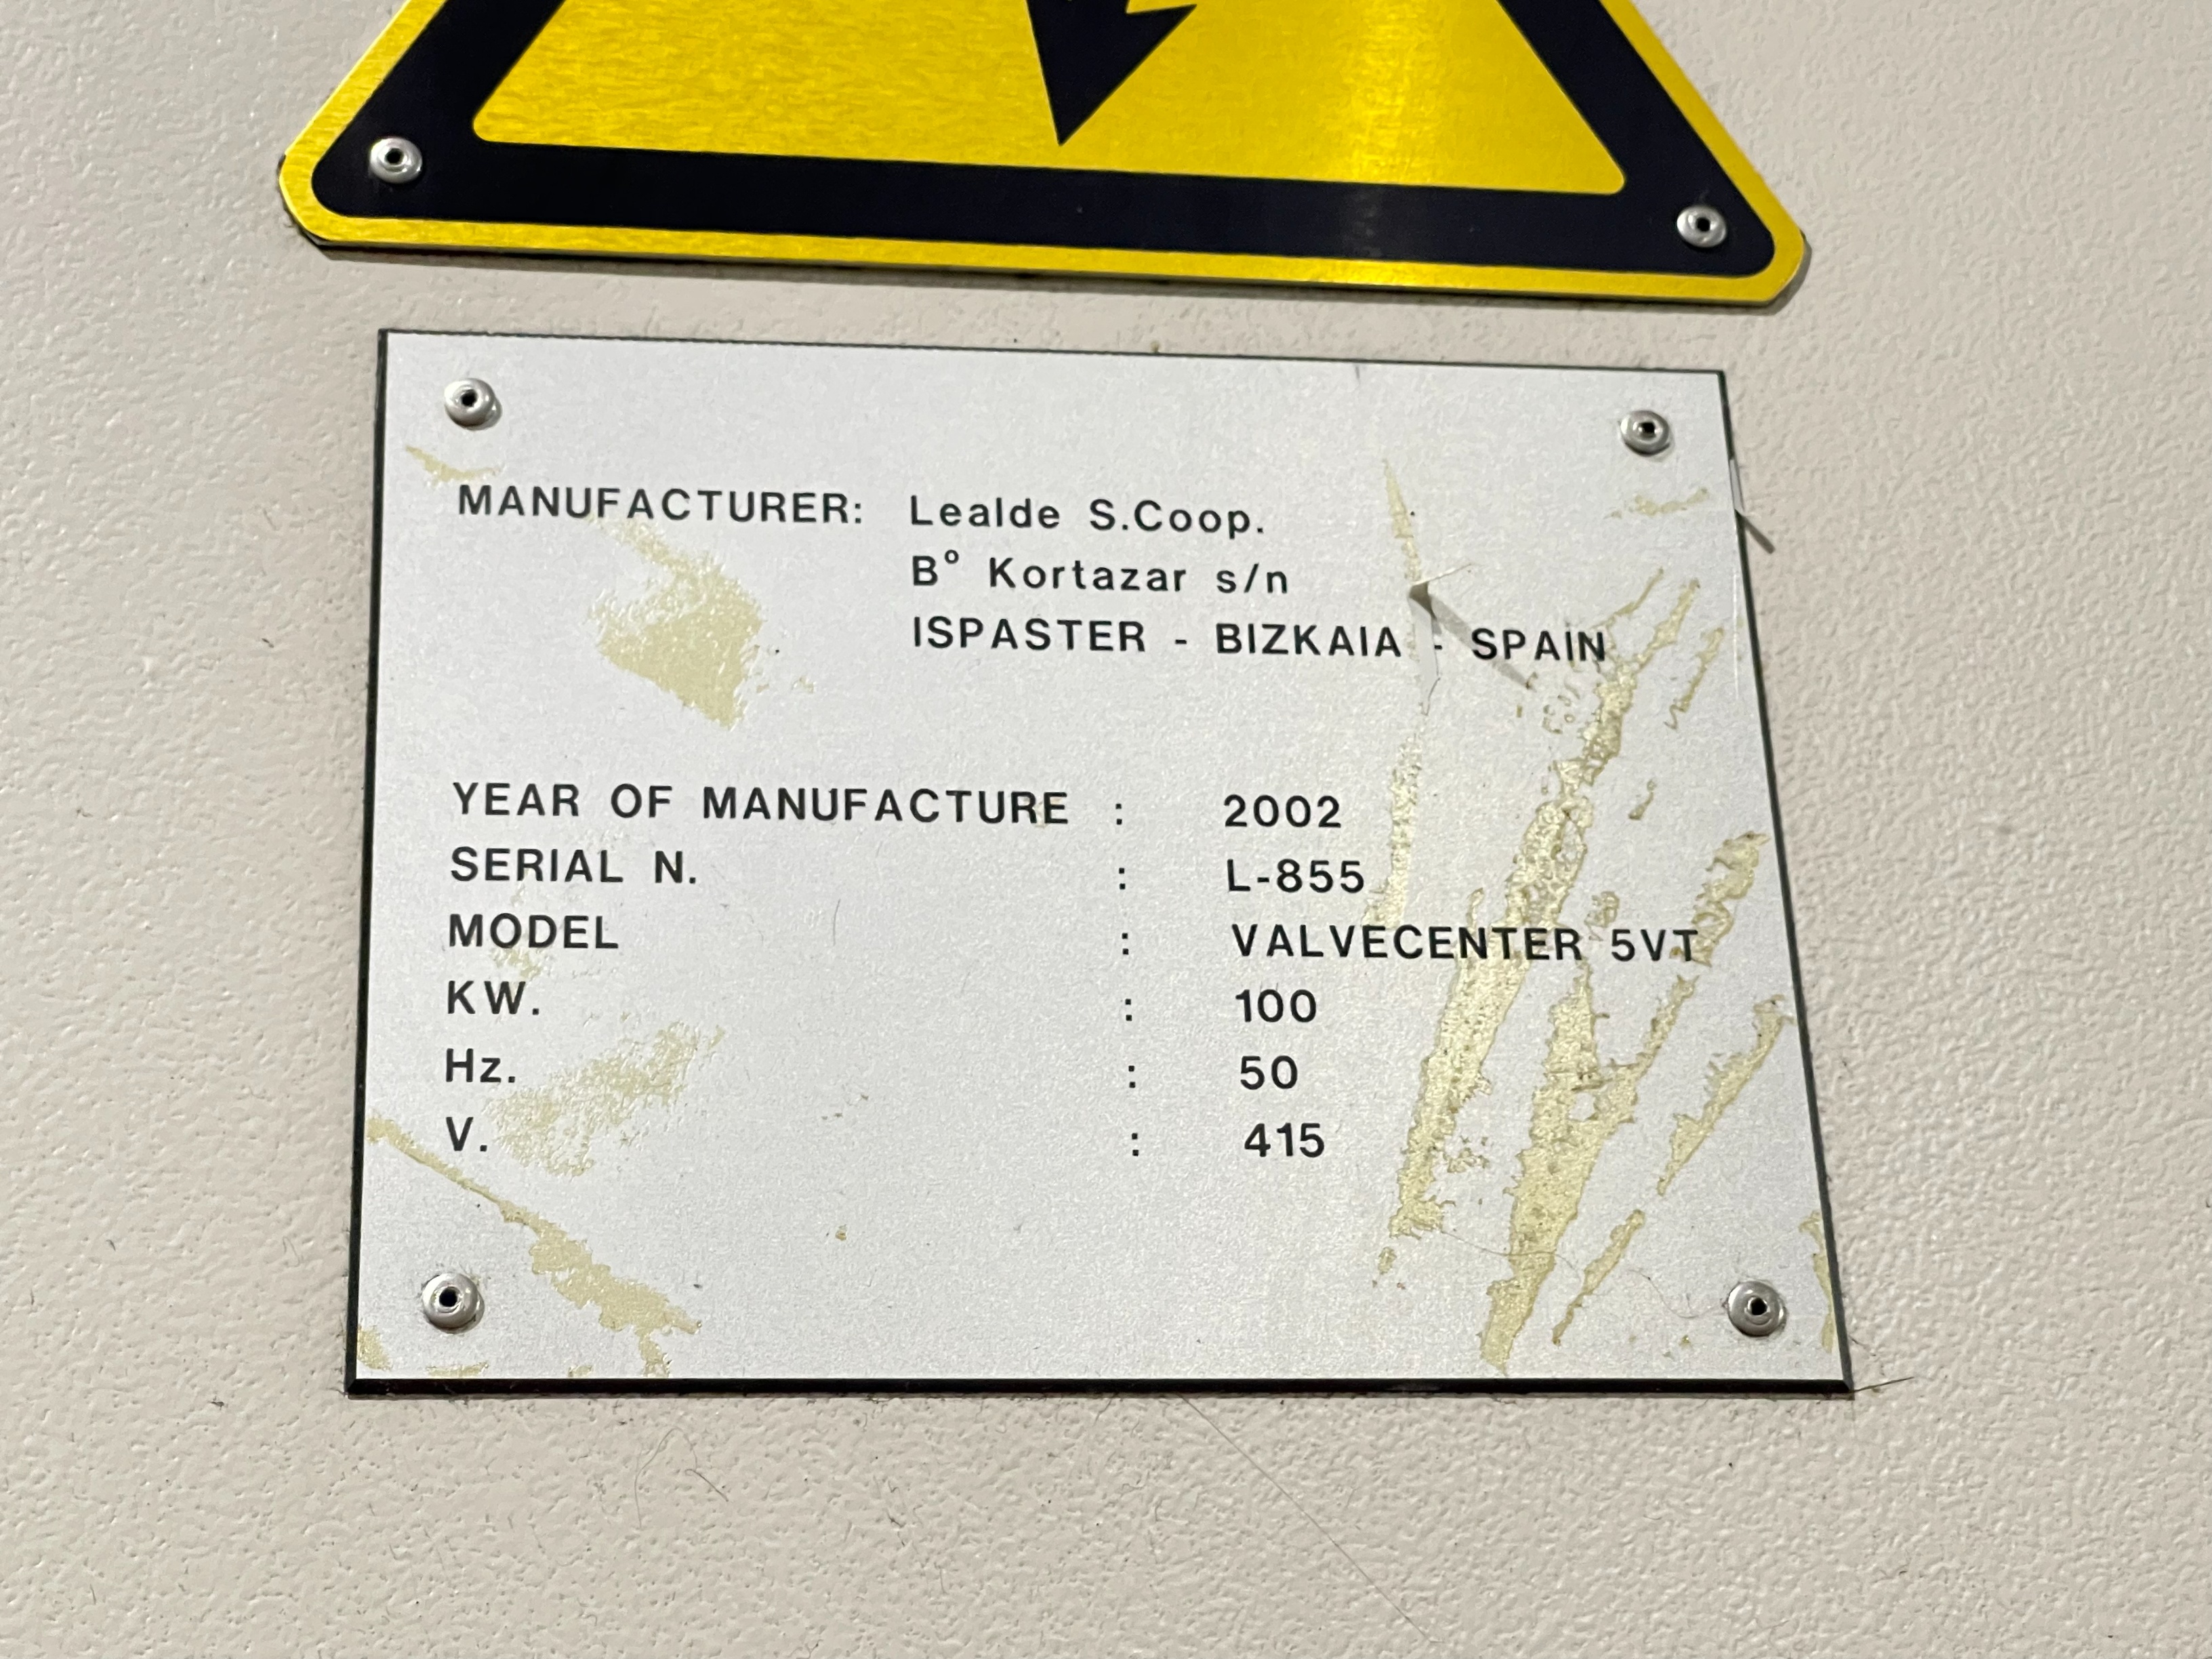 MANUFACTURER: Lealde S.Coop.
B° Kortazar s/n
ISPASTER - BIZKAIA - SPAIN
YEAR OF MANUFACTURE : 2002
SERIAL N. : L-855
MODEL : VALVECENTER 5VT
KW. : 100
Hz. : 50
V. : 415